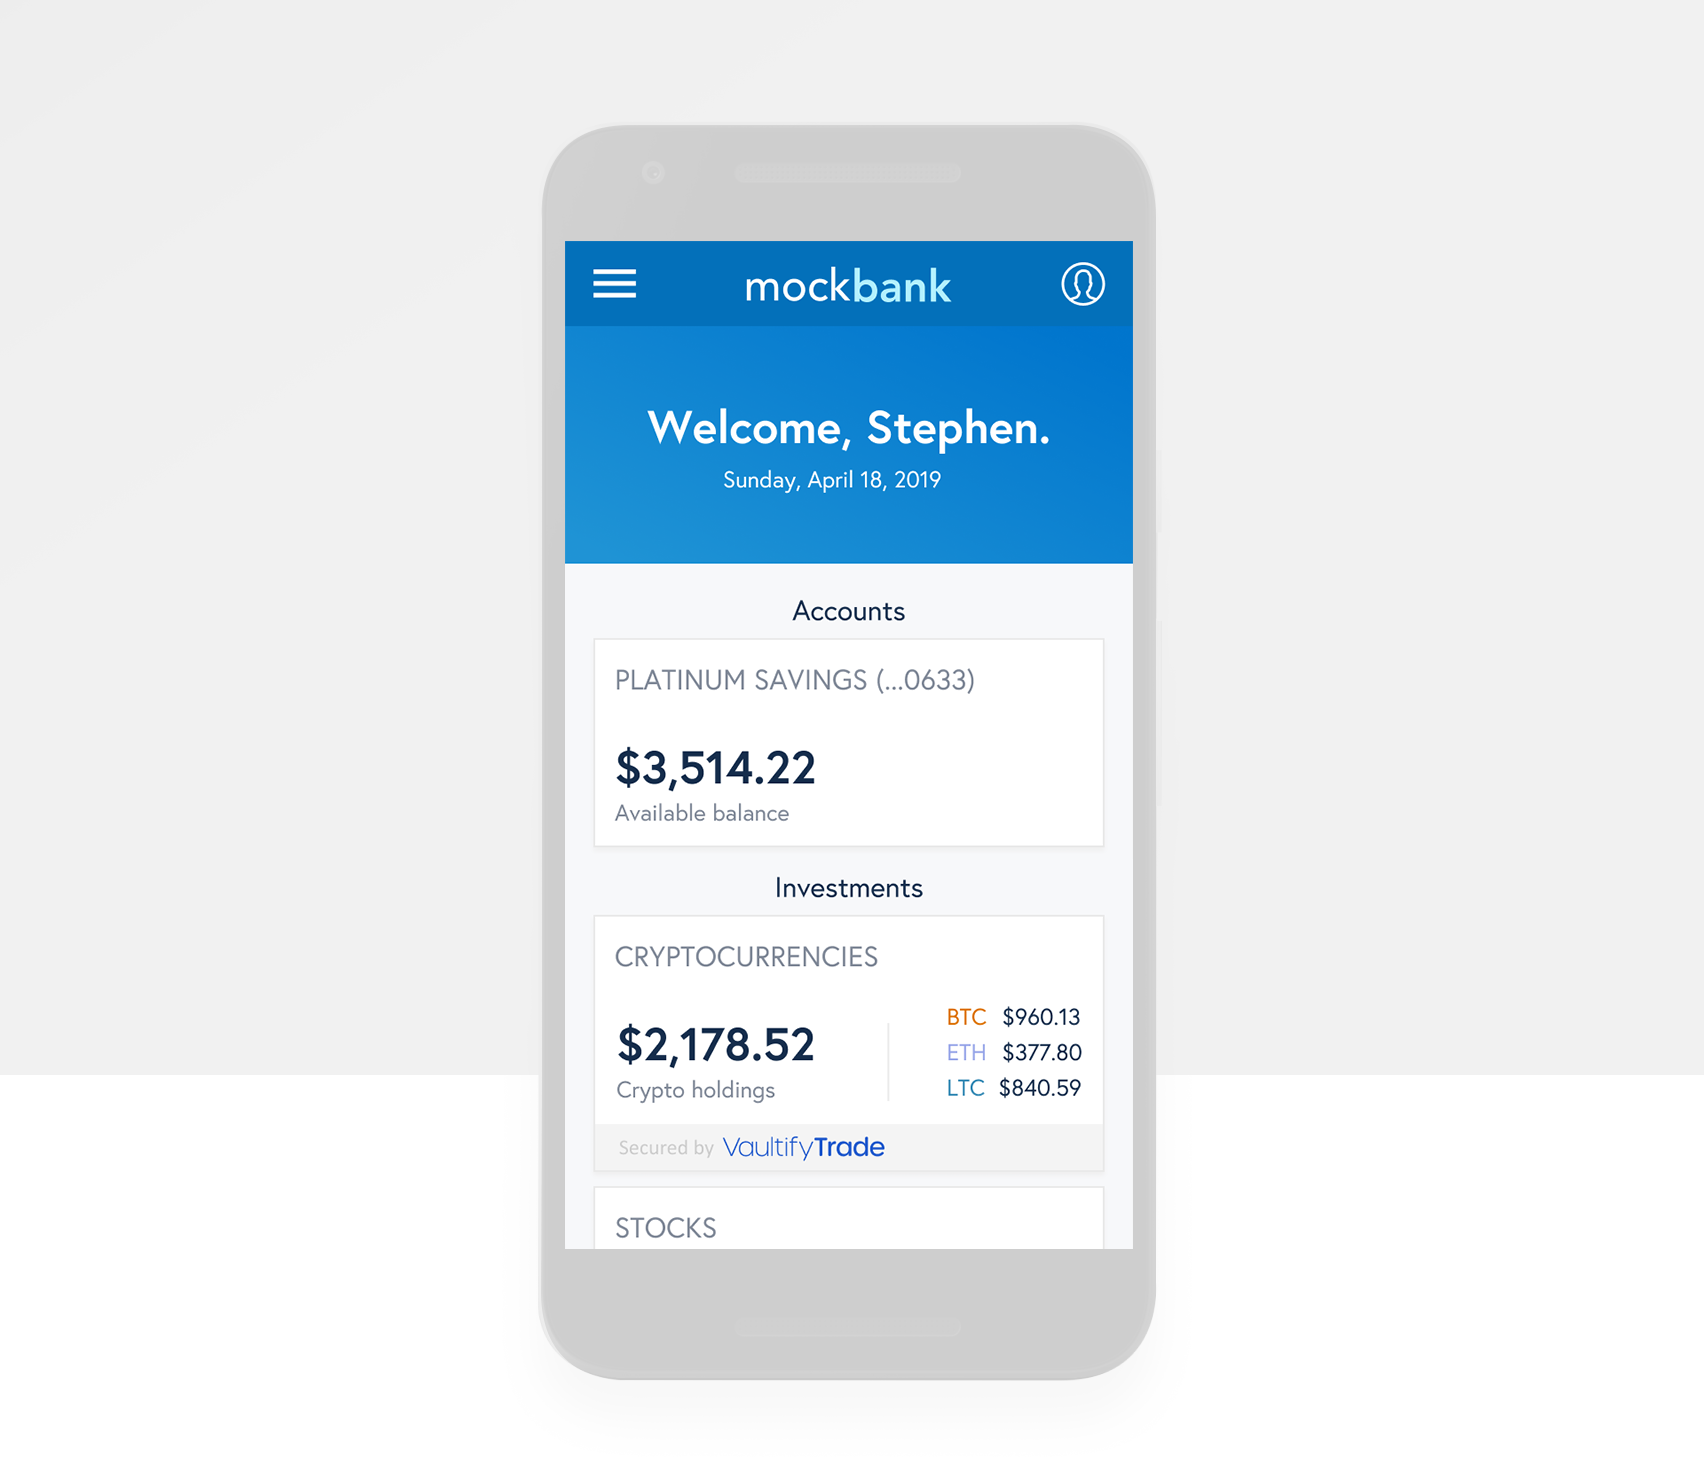 mockbank
Welcome, Stephen.
Sunday, April 18, 2019
Accounts
PLATINUM SAVINGS (...0633)
$3,514.22
Available balance
Investments
CRYPTOCURRENCIES
$2,178.52
Crypto holdings
BTC $960.13
ETH $377.80
LTC $840.59
Secured by VaultifyTrade
STOCKS